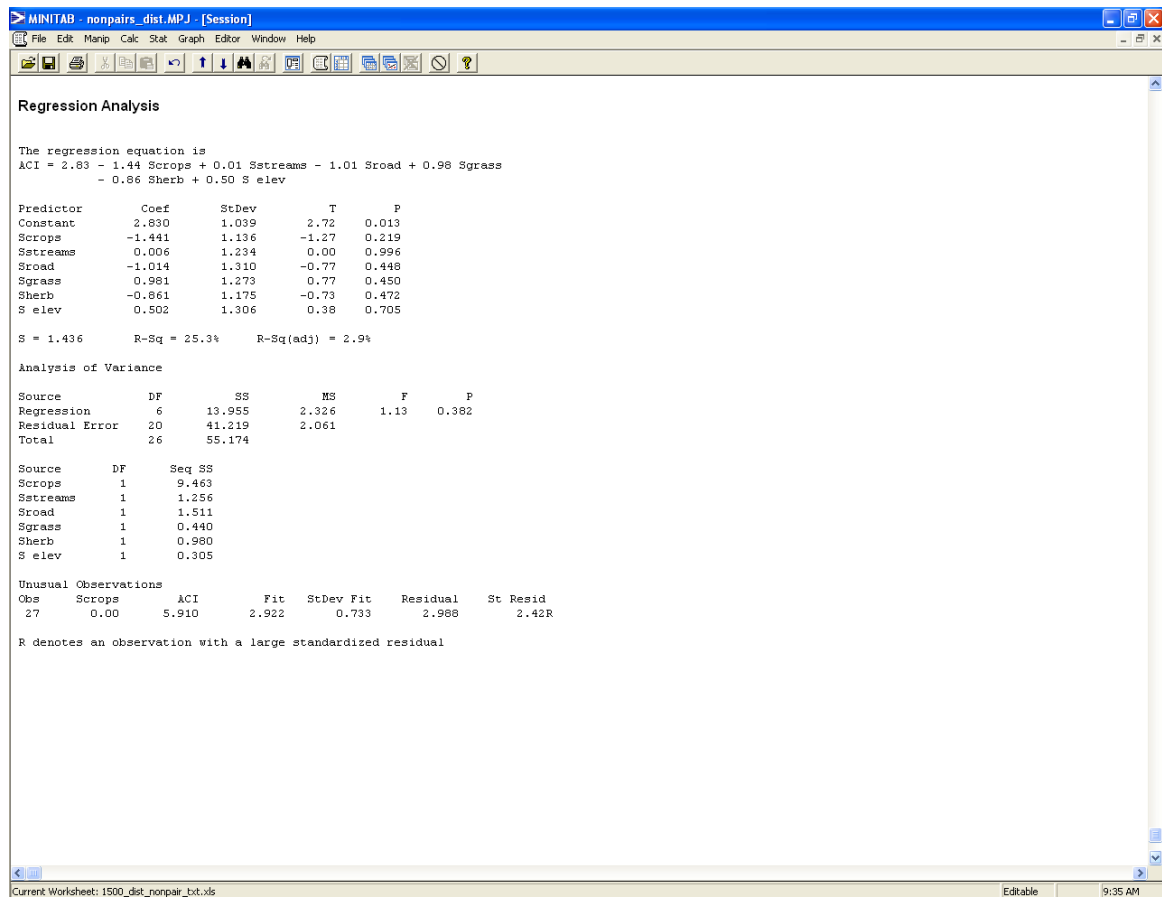 MINITAB - nonpairs_dist.MPJ - [Session]
File Edit Manip Calc Stat Graph Editor Window Help
Regression Analysis
The regression equation is
ACI = 2.83 - 1.44 Scrops + 0.01 Sstreams - 1.01 Sroad + 0.98 Sgrass
- 0.86 Sherb + 0.50 S elev
Predictor Coef StDev T P
Constant 2.830 1.039 2.72 0.013
Scrops -1.441 1.136 -1.27 0.219
Sstreams 0.006 1.234 0.00 0.996
Sroad -1.014 1.310 -0.77 0.448
Sgrass 0.981 1.273 0.77 0.450
Sherb -0.861 1.175 -0.73 0.472
S elev 0.502 1.306 0.38 0.705
S = 1.436 R-Sq = 25.3% R-Sq(adj) = 2.9%
Analysis of Variance
Source DF SS MS F P
Regression 6 13.955 2.326 1.13 0.382
Residual Error 20 41.219 2.061
Total 26 55.174
Source DF Seq SS
Scrops 1 9.463
Sstreams 1 1.256
Sroad 1 1.511
Sgrass 1 0.440
Sherb 1 0.980
S elev 1 0.305
Unusual Observations
Obs Scrops ACI Fit StDev Fit Residual St Resid
27 0.00 5.910 2.922 0.733 2.988 2.42R
R denotes an observation with a large standardized residual
Current Worksheet: 1500_dist_nonpair_txt.xls Editable 9:35 AM